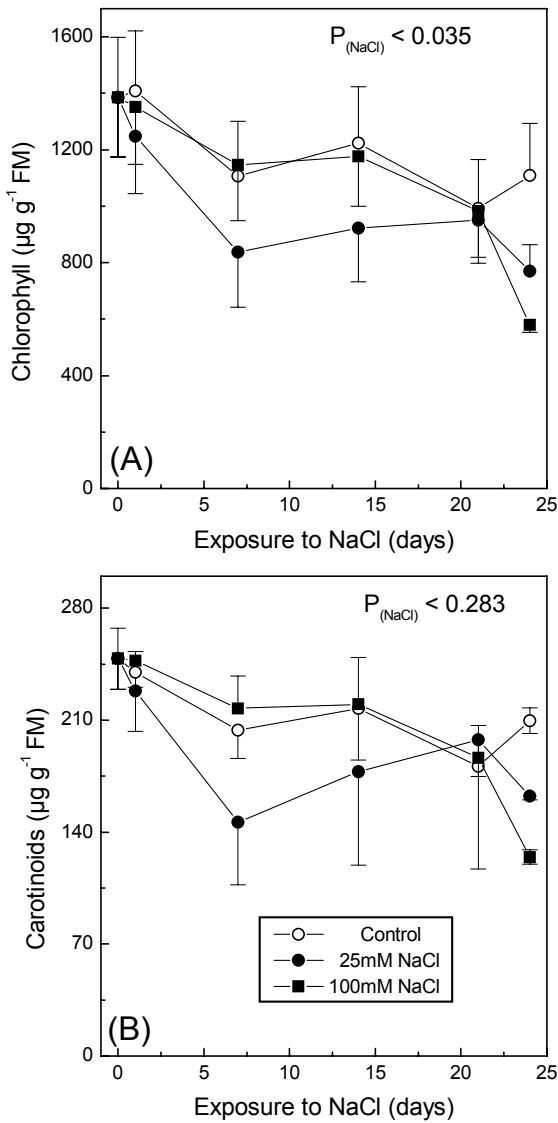 P(NaCl) < 0.035
1600
1200
800
400
0
Chlorophyll (µg g-1 FM)
(A)
0 5 10 15 20 25
Exposure to NaCl (days)
P(NaCl) < 0.283
280
210
140
70
0
Carotinoids (µg g-1 FM)
Control
25mM NaCl
100mM NaCl
(B)
0 5 10 15 20 25
Exposure to NaCl (days)